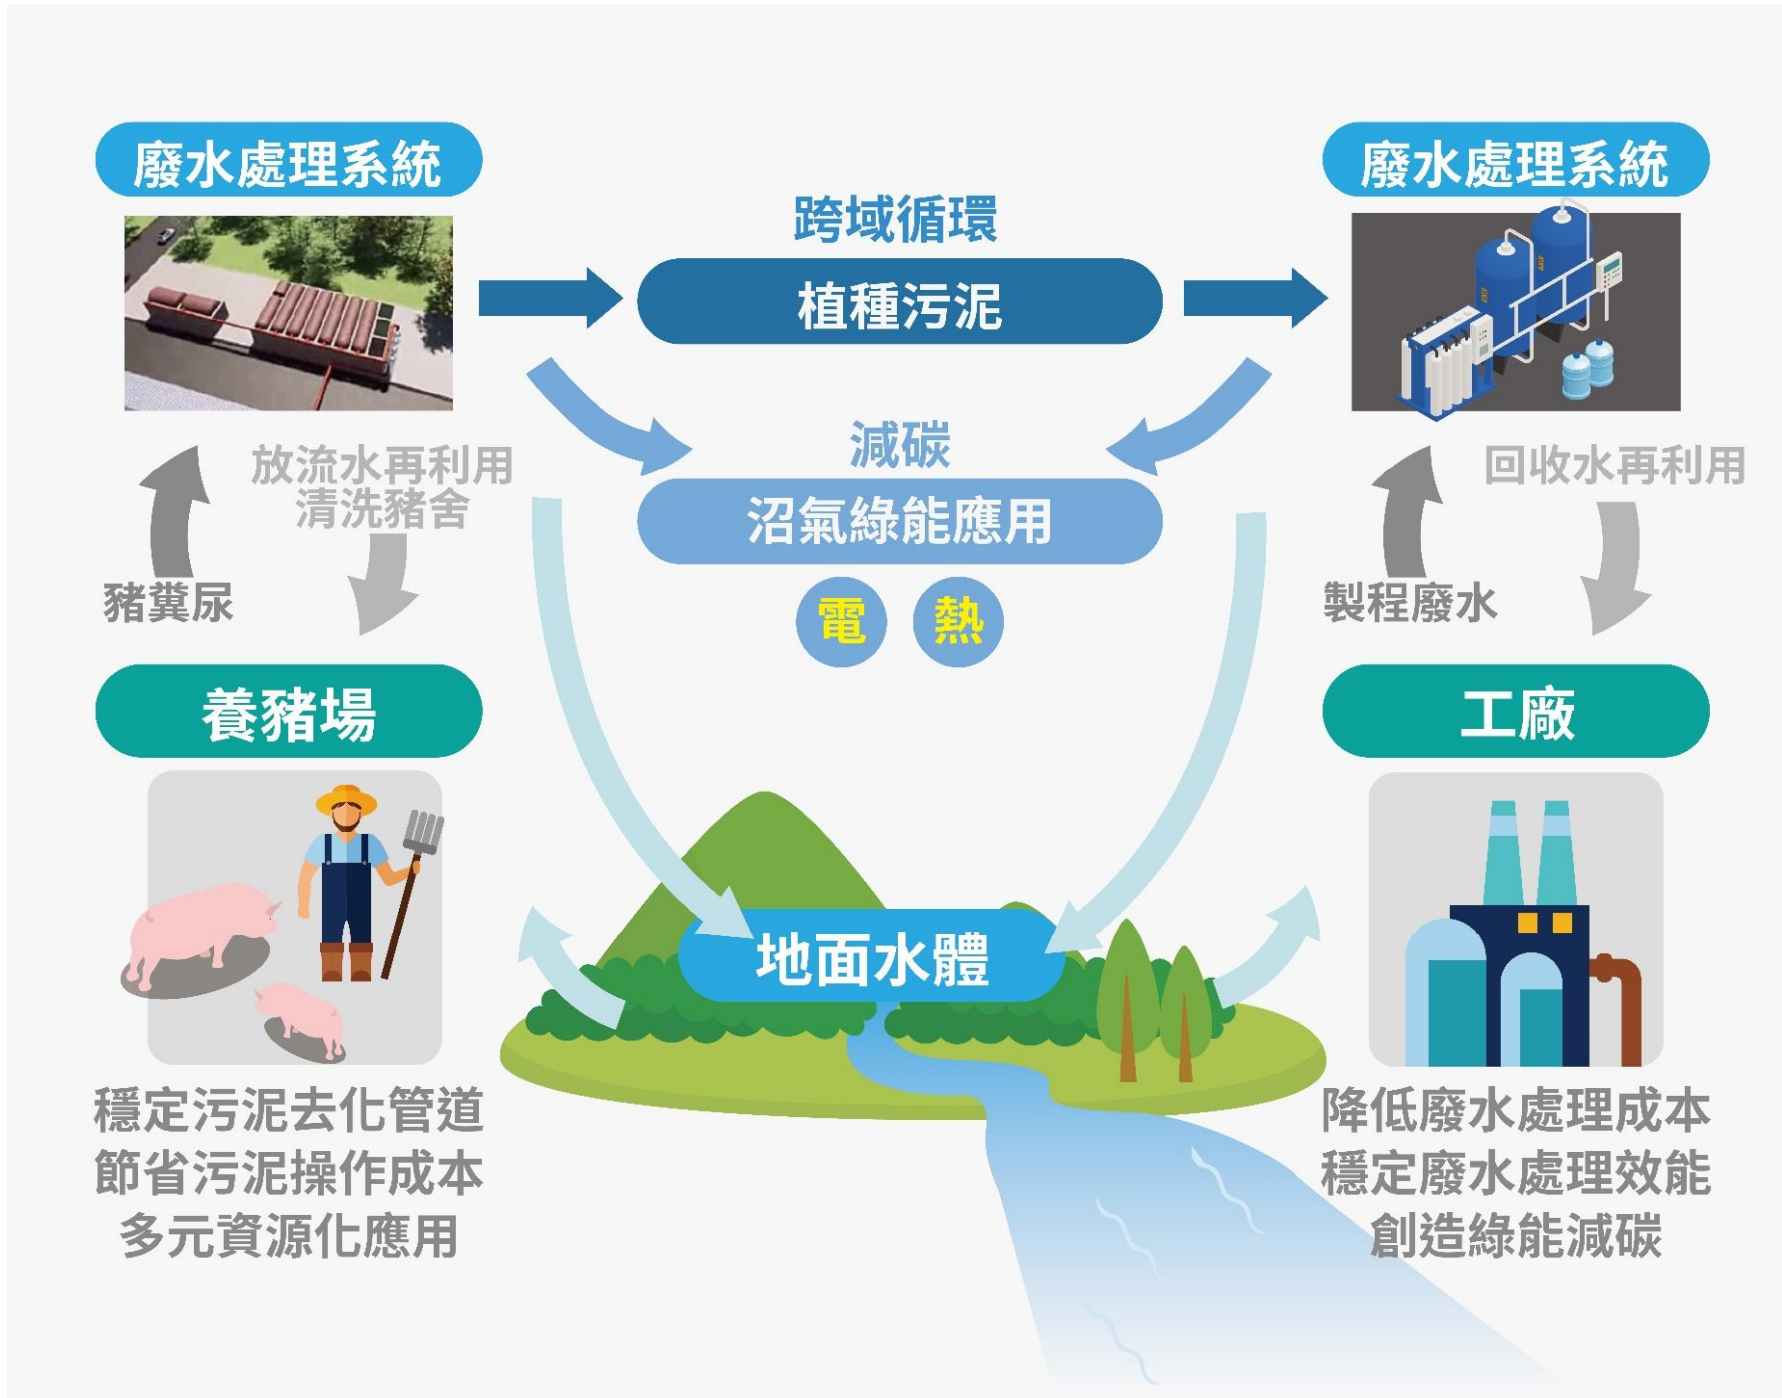 廢水處理系統
廢水處理系統
跨域循環
植種污泥
減碳
沼氣綠能應用
電 熱
放流水再利用
清洗豬舍
豬糞尿
回收水再利用
製程廢水
養豬場
工廠
地面水體
穩定污泥去化管道
節省污泥操作成本
多元資源化應用
降低廢水處理成本
穩定廢水處理效能
創造綠能減碳